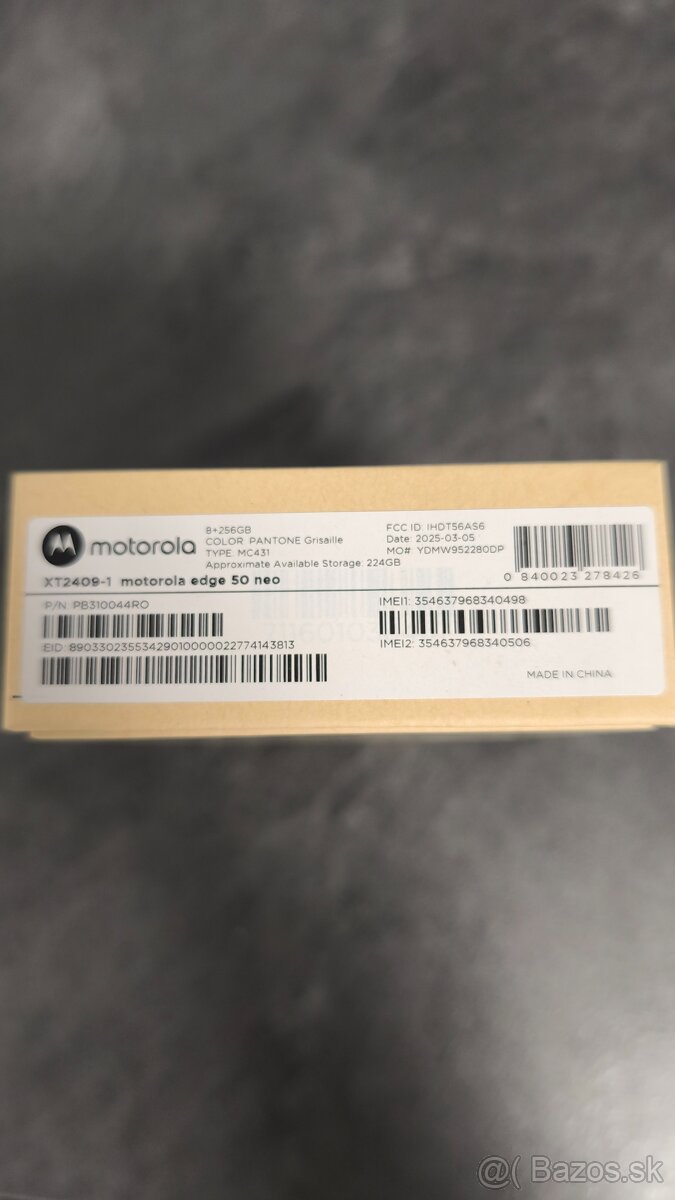 motorola
8+256GB
COLOR: PANTONE Grisaille
TYPE: MC431
Approximate Available Storage: 224GB
FCC ID: IHDT56AS6
Date: 2025-03-05
MO# YDMW952280DP
0 840023 278426
XT2409-1 motorola edge 50 neo
P/N: PB310044RO
IMEI1: 354637968340498
EID: 89033023553429010000022774143813
IMEI2: 354637968340506
MADE IN CHINA
@( Bazos.sk